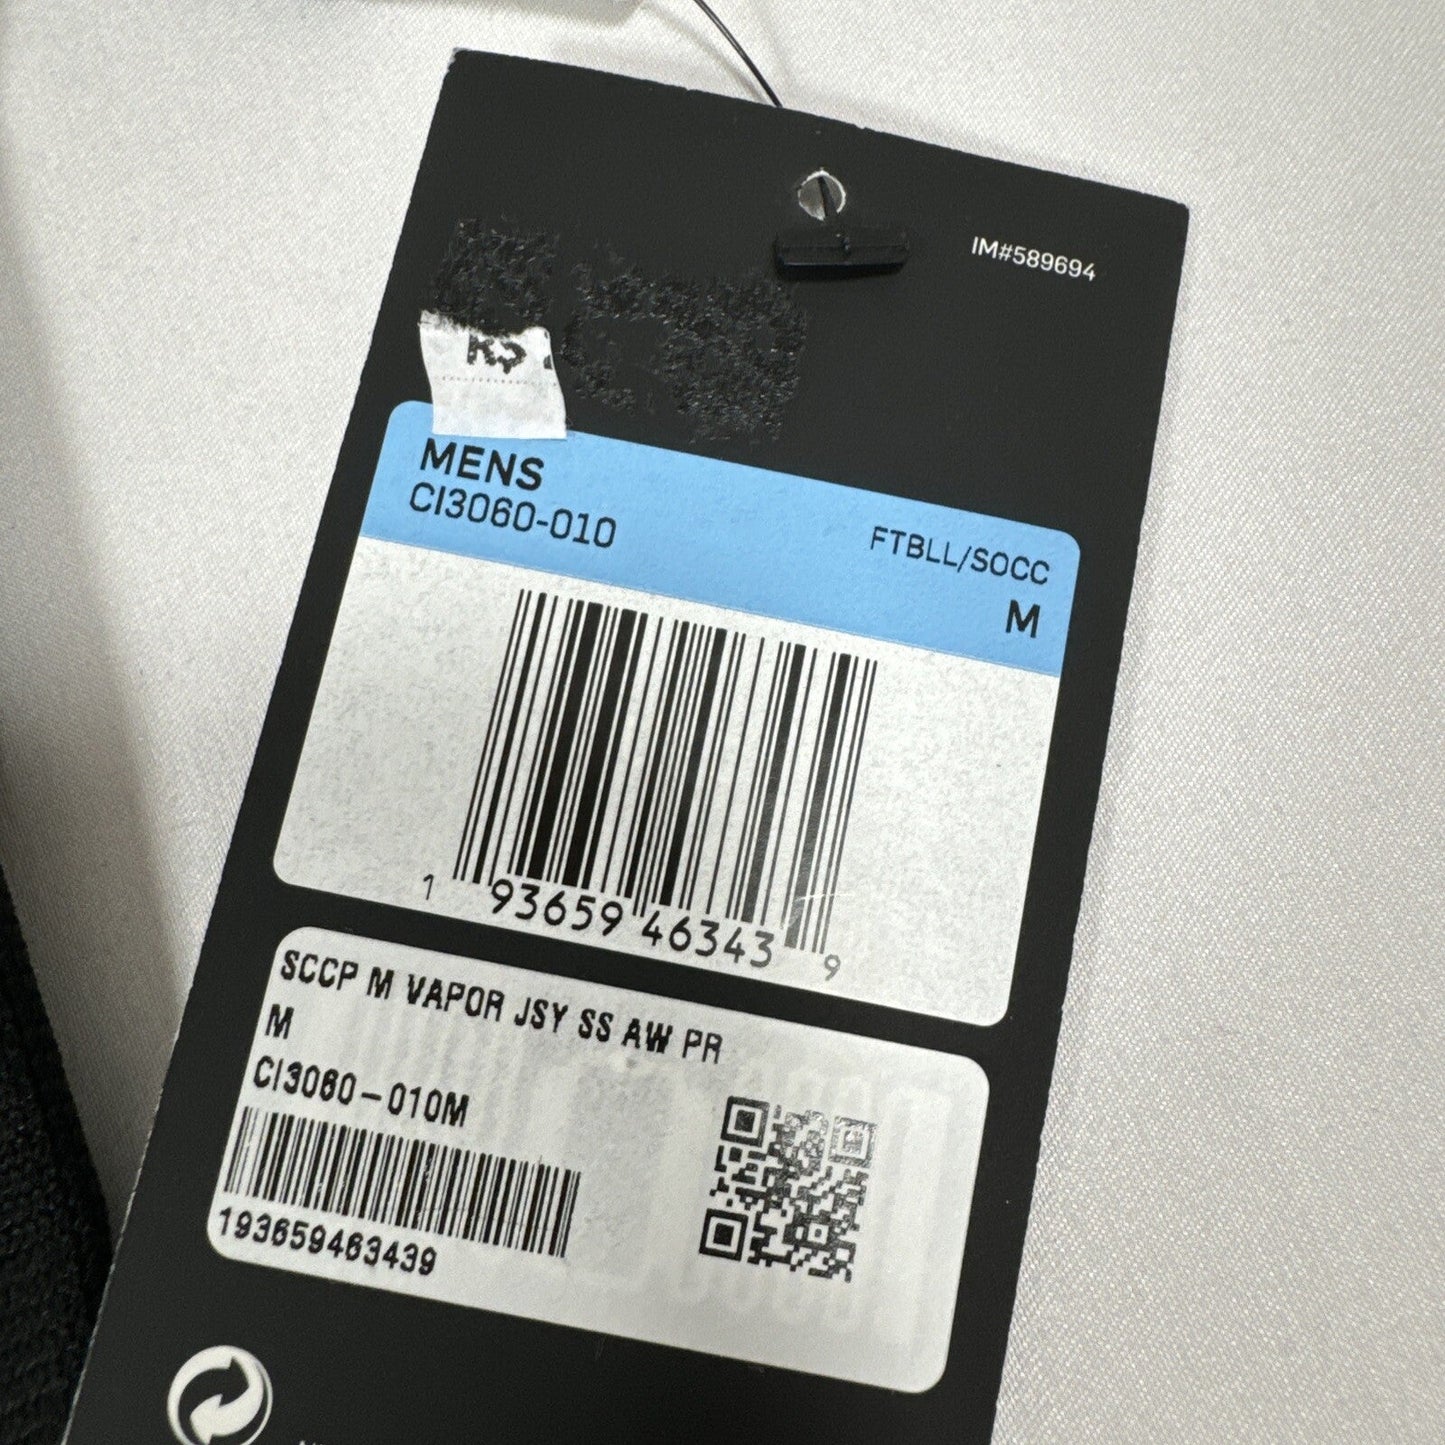 IM#589694
R$
MENS
CI3060-010
FTBLL/SOCC
M
1 93659 46343 9
SCCP M VAPOR JSY SS AW PR
M
CI3060-010M
193659463439